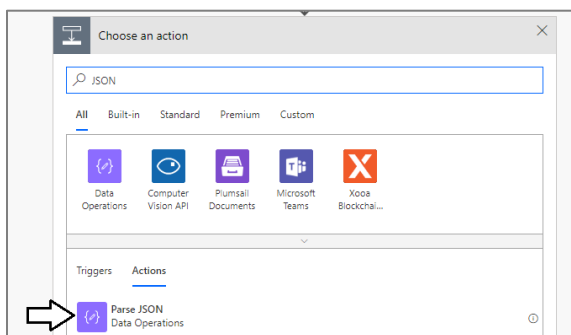 Choose an action
JSON
All Built-in Standard Premium Custom
Data Operations
Computer Vision API
Plumsail Documents
Microsoft Teams
Xooa Blockchai...
Triggers Actions
Parse JSON
Data Operations